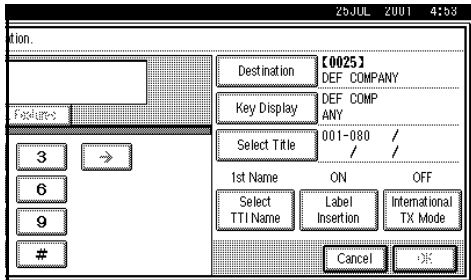 25JUL 2001 4:53
tion.
Destination 【0025】
DEF COMPANY
Key Display DEF COMP
ANY
Select Title 001-080 /
/ /
3 →
6
9
#
1st Name ON OFF
Select
TTI Name
Label
Insertion
International
TX Mode
Cancel OK